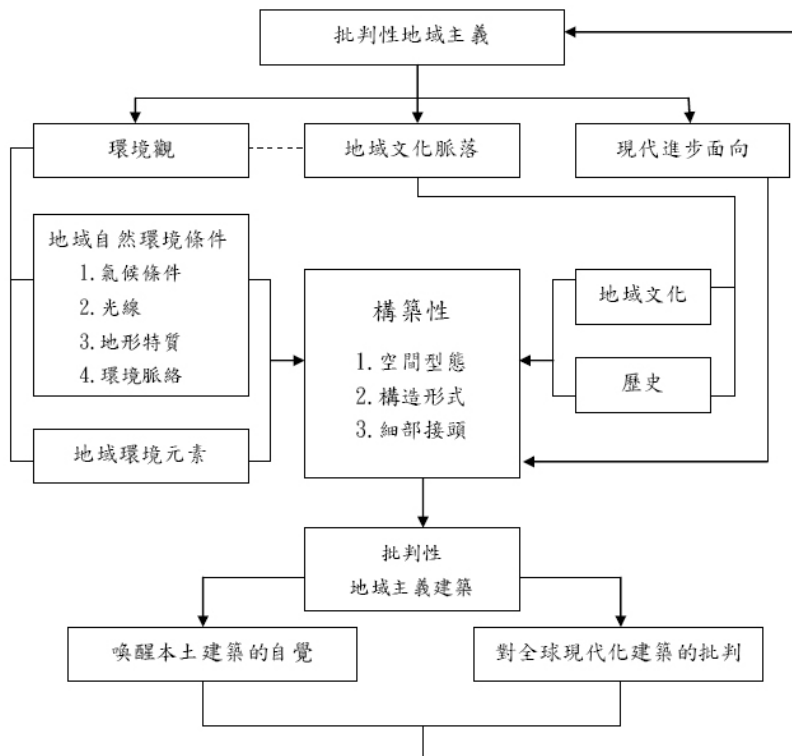 批判性地域主義
環境觀
地域文化脈落
現代進步面向
地域自然環境條件
1.氣候條件
2.光線
3.地形特質
4.環境脈絡
地域環境元素
構築性
1.空間型態
2.構造形式
3.細部接頭
地域文化
歷史
批判性
地域主義建築
喚醒本土建築的自覺
對全球現代化建築的批判